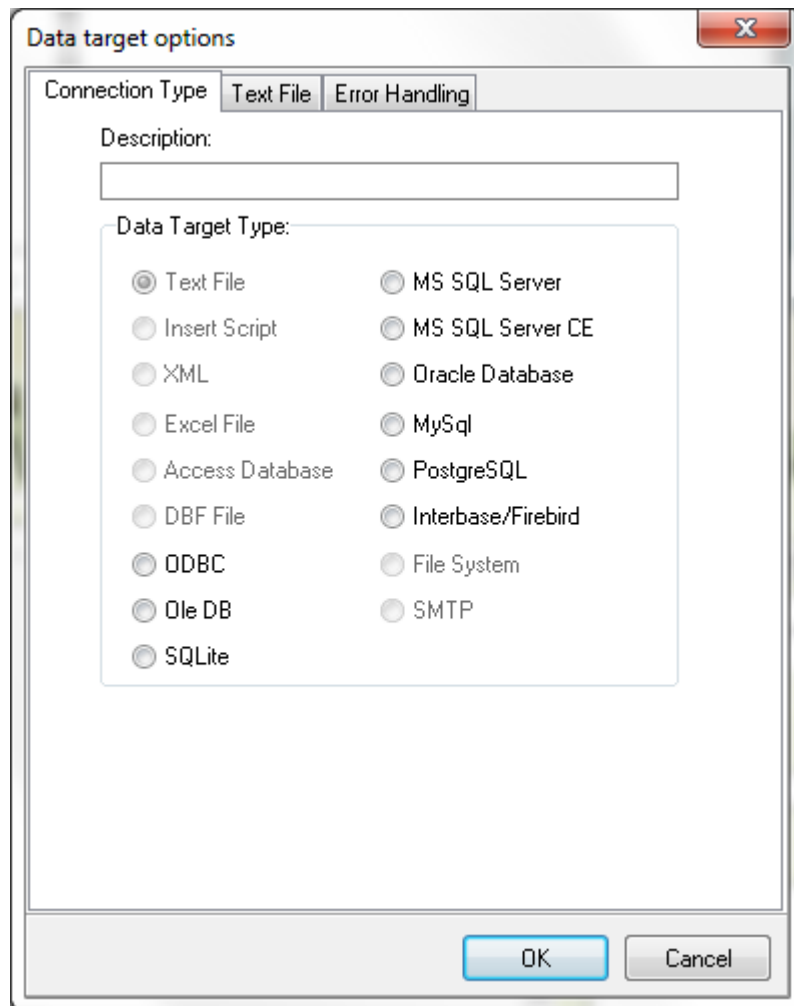 Data target options
Connection Type
Text File
Error Handling
Description:
Data Target Type:
Text File
Insert Script
XML
Excel File
Access Database
DBF File
ODBC
Ole DB
SQLite
MS SQL Server
MS SQL Server CE
Oracle Database
MySql
PostgreSQL
Interbase/Firebird
File System
SMTP
OK
Cancel